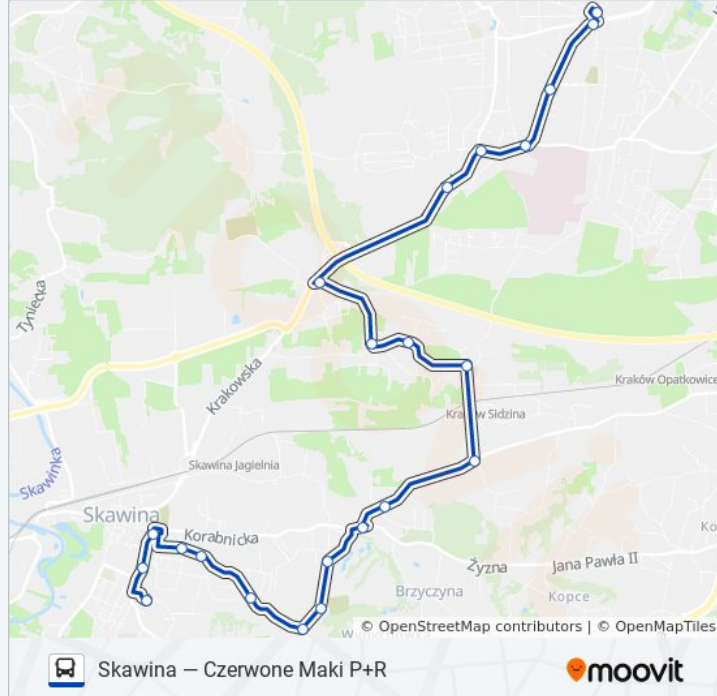 Tyniecka
Krakowska
Kraków Opatkowice
Kraków Sidzina
Skawina Jagielnia
Skawinka
Skawina
Korabnicka
Żyzna
Jana Pawła II
Brzyczyna
Kopce
© OpenStreetMap contributors | © OpenMapTiles
Skawina — Czerwone Maki P+R
moovit